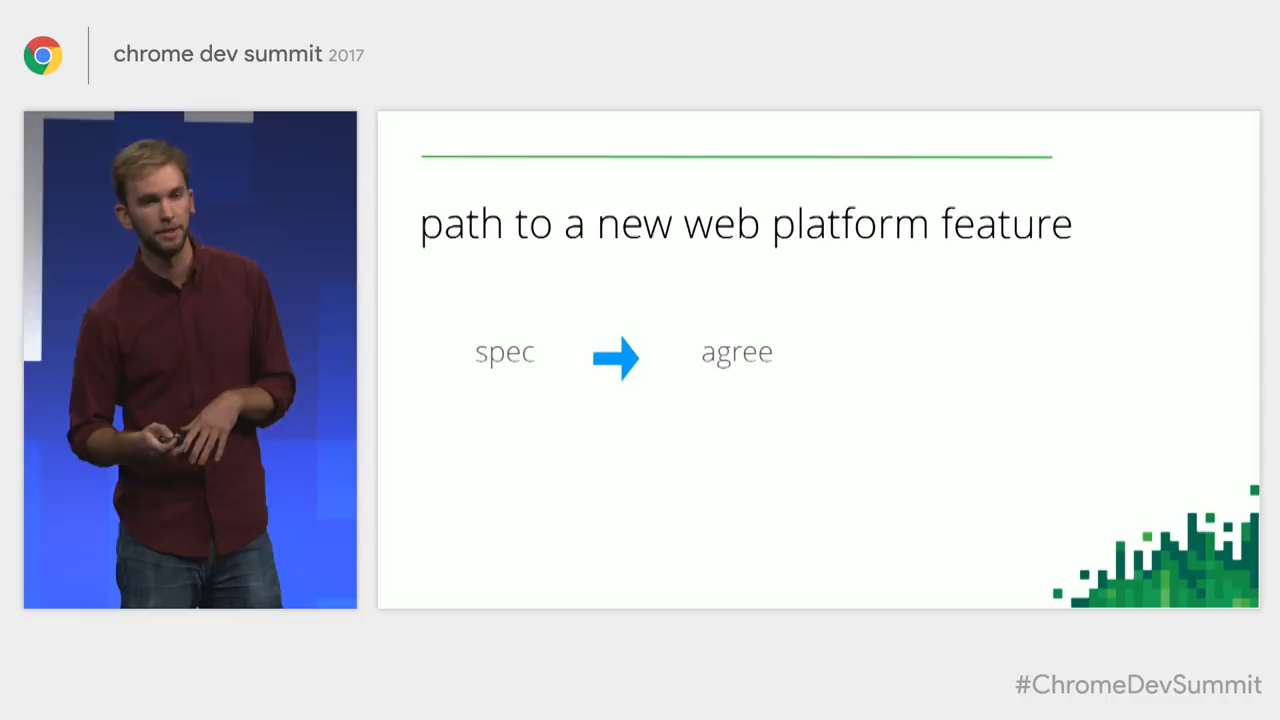 chrome dev summit 2017
path to a new web platform feature
spec agree
#ChromeDevSummit